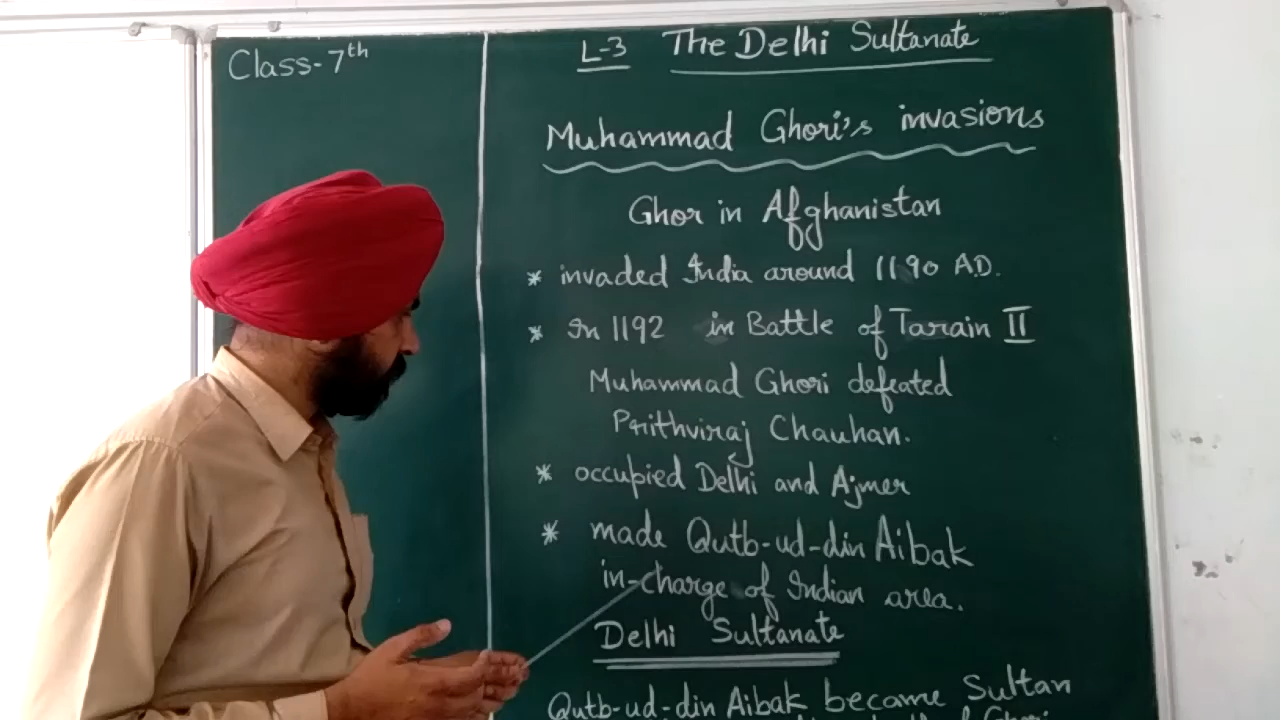 Class-7th
L-3 The Delhi Sultanate
Muhammad Ghori's invasions
Ghor in Afghanistan
* invaded India around 1190 A.D.
* In 1192 in Battle of Tarain II
Muhammad Ghori defeated
Prithviraj Chauhan.
* occupied Delhi and Ajmer
* made Qutb-ud-din Aibak
in-charge of Indian area.
Delhi Sultanate
Qutb-ud-din Aibak became Sultan